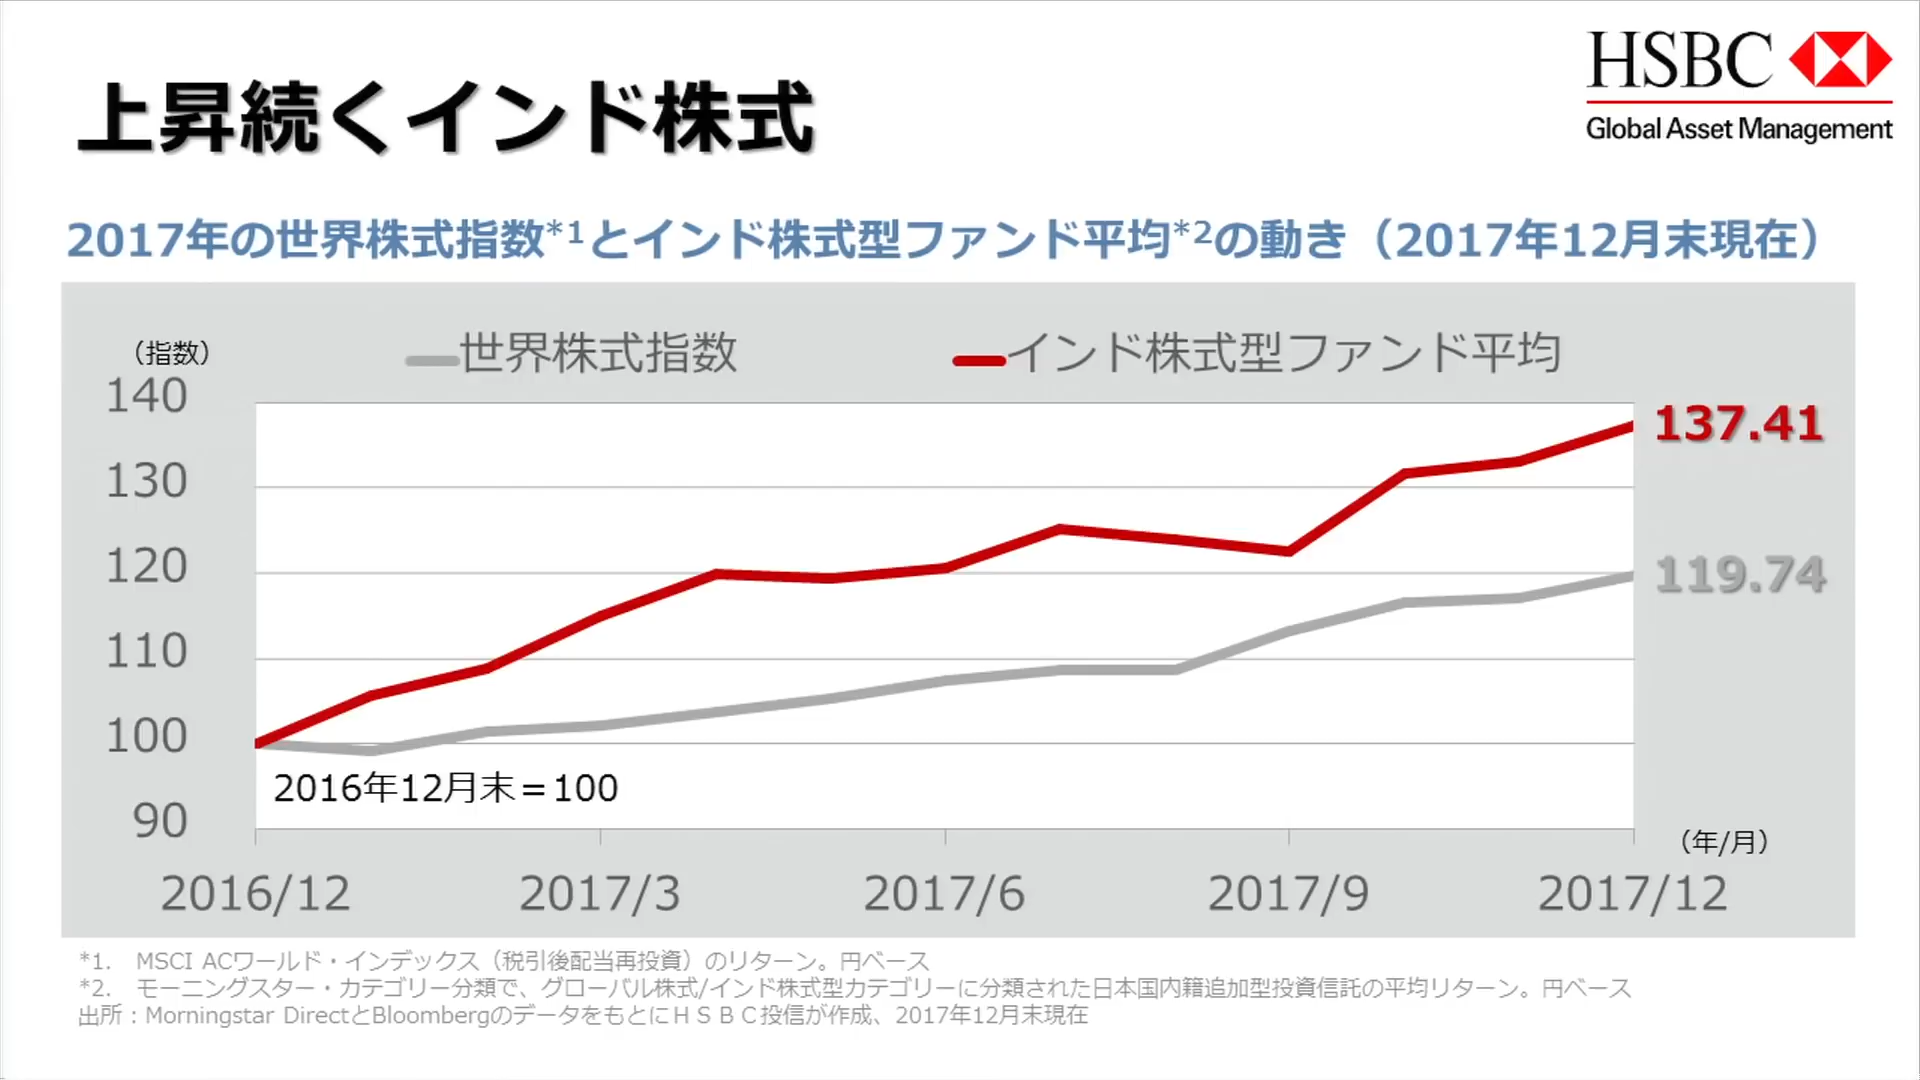 HSBC
Global Asset Management
上昇続くインド株式
2017年の世界株式指数*1とインド株式型ファンド平均*2の動き（2017年12月末現在）
（指数）
世界株式指数 インド株式型ファンド平均
140
130
120
110
100
90
137.41
119.74
2016年12月末＝100
（年/月）
2016/12 2017/3 2017/6 2017/9 2017/12
*1. MSCI ACワールド・インデックス（税引後配当再投資）のリターン。円ベース
*2. モーニングスター・カテゴリー分類で、グローバル株式/インド株式型カテゴリーに分類された日本国内籍追加型投資信託の平均リターン。円ベース
出所：Morningstar DirectとBloombergのデータをもとにＨＳＢＣ投信が作成、2017年12月末現在